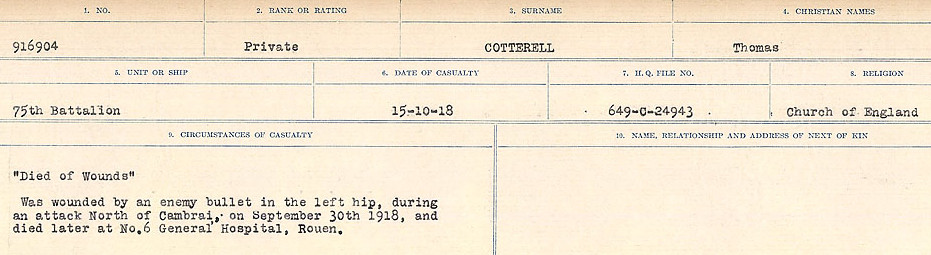 1. NO. 2. RANK OR RATING 3. SURNAME 4. CHRISTIAN NAMES
916904 Private COTTERELL Thomas
5. UNIT OR SHIP 6. DATE OF CASUALTY 7. H.Q. FILE NO. 8. RELIGION
75th Battalion 15-10-18 649-C-24943 Church of England
9. CIRCUMSTANCES OF CASUALTY 10. NAME, RELATIONSHIP AND ADDRESS OF NEXT OF KIN
"Died of Wounds"
Was wounded by an enemy bullet in the left hip, during
an attack North of Cambrai, on September 30th 1918, and
died later at No.6 General Hospital, Rouen.